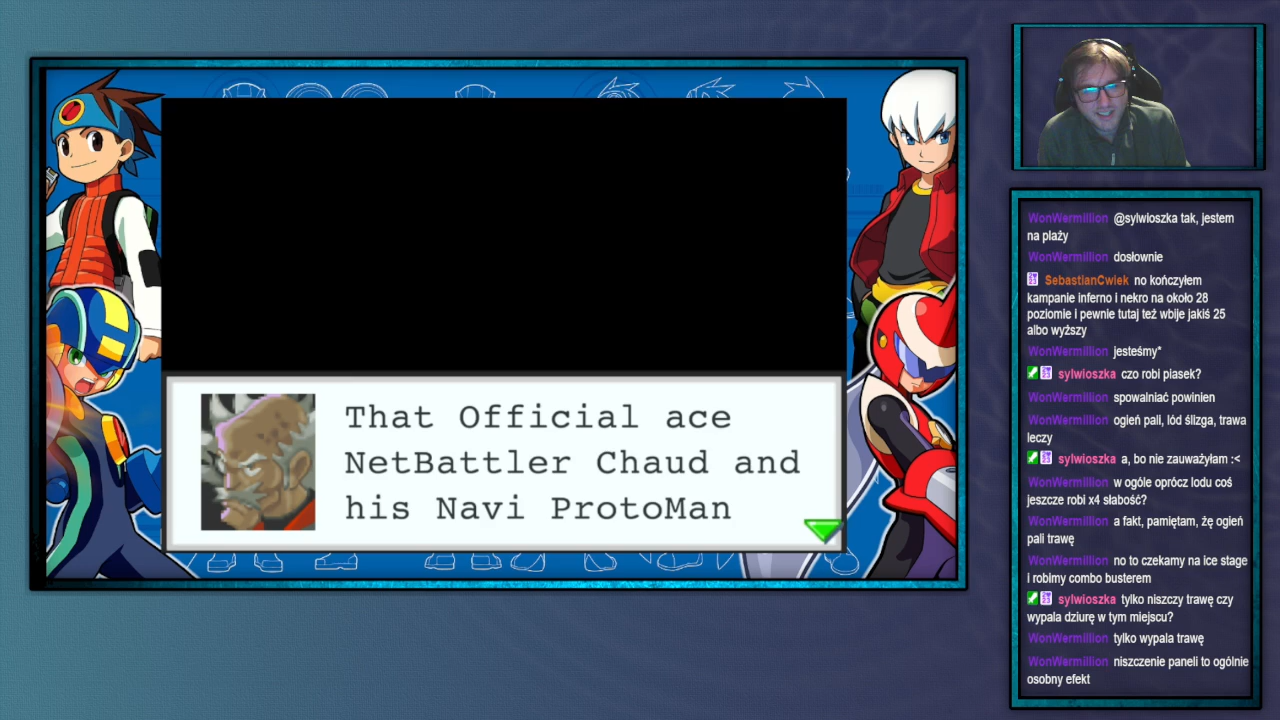 That Official ace
NetBattler Chaud and
his Navi ProtoMan
WonWermillion @sylwioszka tak, jestem
na plaży
WonWermillion dosłownie
SebastianCwiek no kończyłem
kampanie inferno i nekro na około 28
poziomie i pewnie tutaj też wbije jakiś 25
albo wyższy
WonWermillion jesteśmy*
sylwioszka czo robi piasek?
WonWermillion spowalniać powinien
WonWermillion ogień pali, lód ślizga, trawa
leczy
sylwioszka a, bo nie zauważyłam :<
WonWermillion w ogóle oprócz lodu coś
jeszcze robi x4 słabość?
WonWermillion a fakt, pamiętam, żę ogień
pali trawę
WonWermillion no to czekamy na ice stage
i robimy combo busterem
sylwioszka tylko niszczy trawę czy
wypala dziurę w tym miejscu?
WonWermillion tylko wypala trawę
WonWermillion niszczenie paneli to ogólnie
osobny efekt